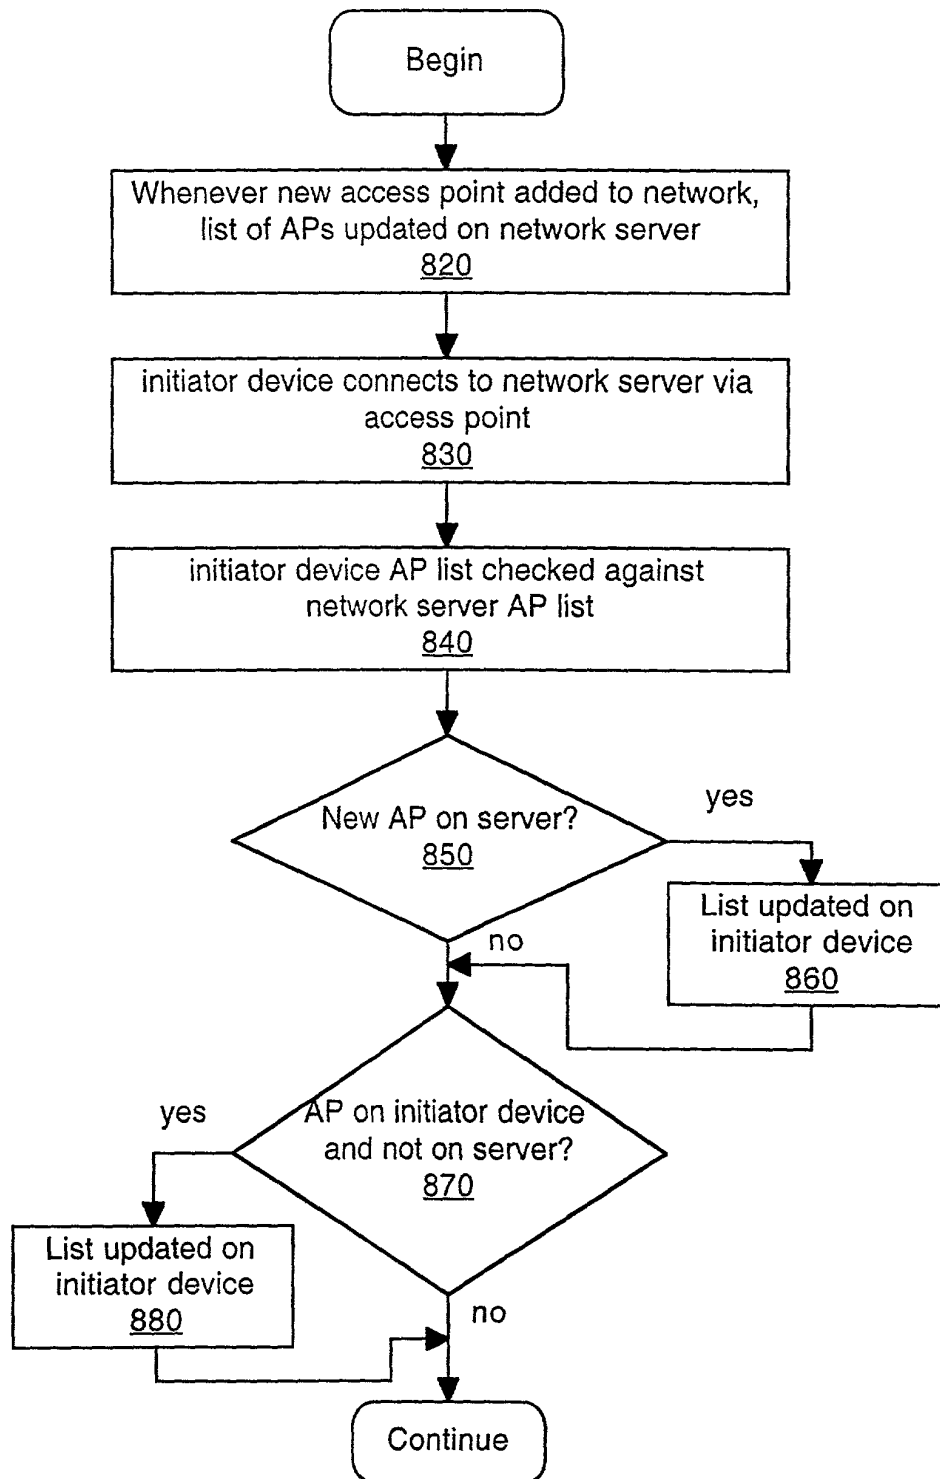 Begin
Whenever new access point added to network,
list of APs updated on network server
820
initiator device connects to network server via
access point
830
initiator device AP list checked against
network server AP list
840
New AP on server?
850
yes
List updated on
initiator device
860
no
AP on initiator device
and not on server?
870
yes
List updated on
initiator device
880
no
Continue